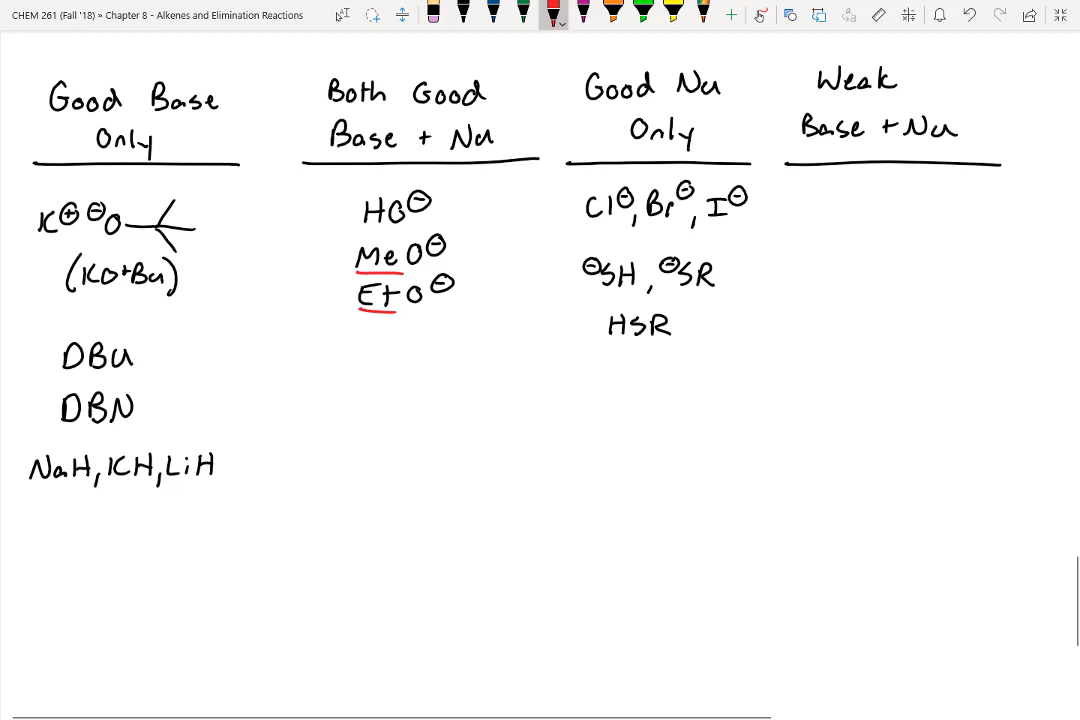 CHEM 261 (Fall '18) » Chapter 8 - Alkenes and Elimination Reactions
Good Base
Only
K⊕ ⊖O
(KOtBu)
DBU
DBN
NaH, KH, LiH
Both Good
Base + Nu
HO⊖
MeO⊖
EtO⊖
Good Nu
Only
Cl⊖, Br⊖, I⊖
⊖SH, ⊖SR
HSR
Weak
Base + Nu